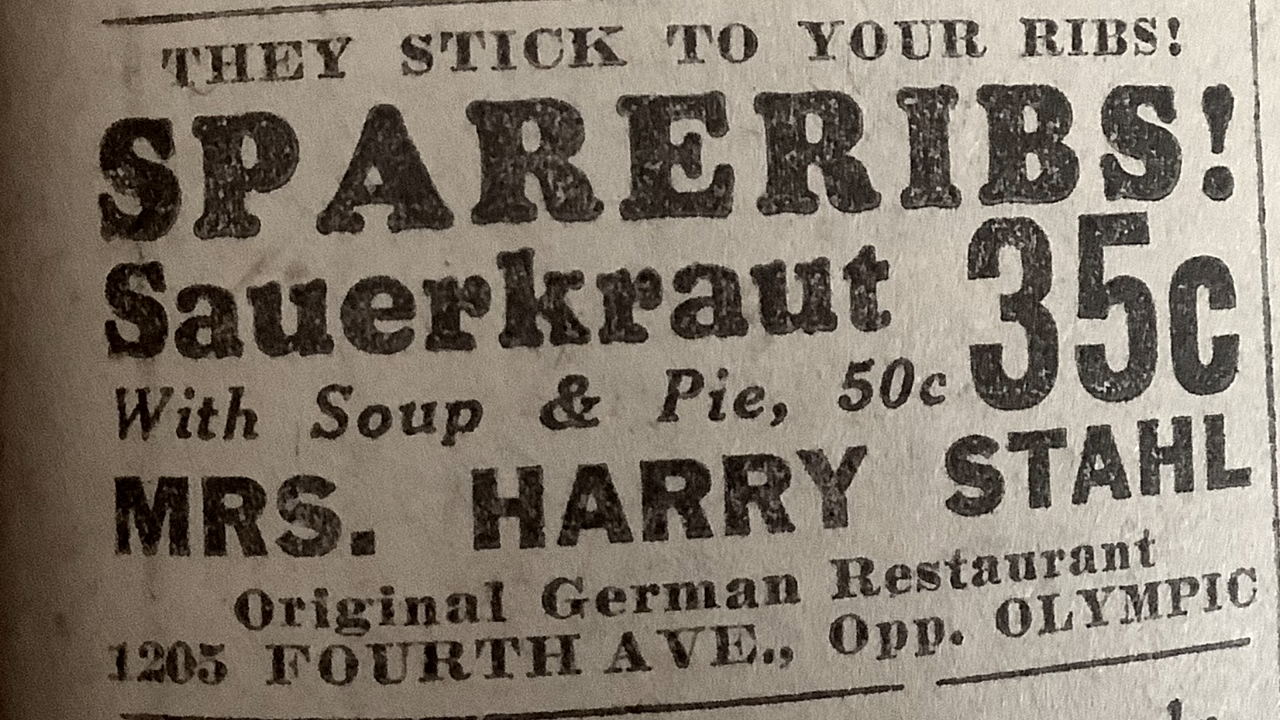 THEY STICK TO YOUR RIBS!
SPARERIBS!
Sauerkraut 35c
With Soup & Pie, 50c
MRS. HARRY STAHL
Original German Restaurant
1205 FOURTH AVE., Opp. OLYMPIC